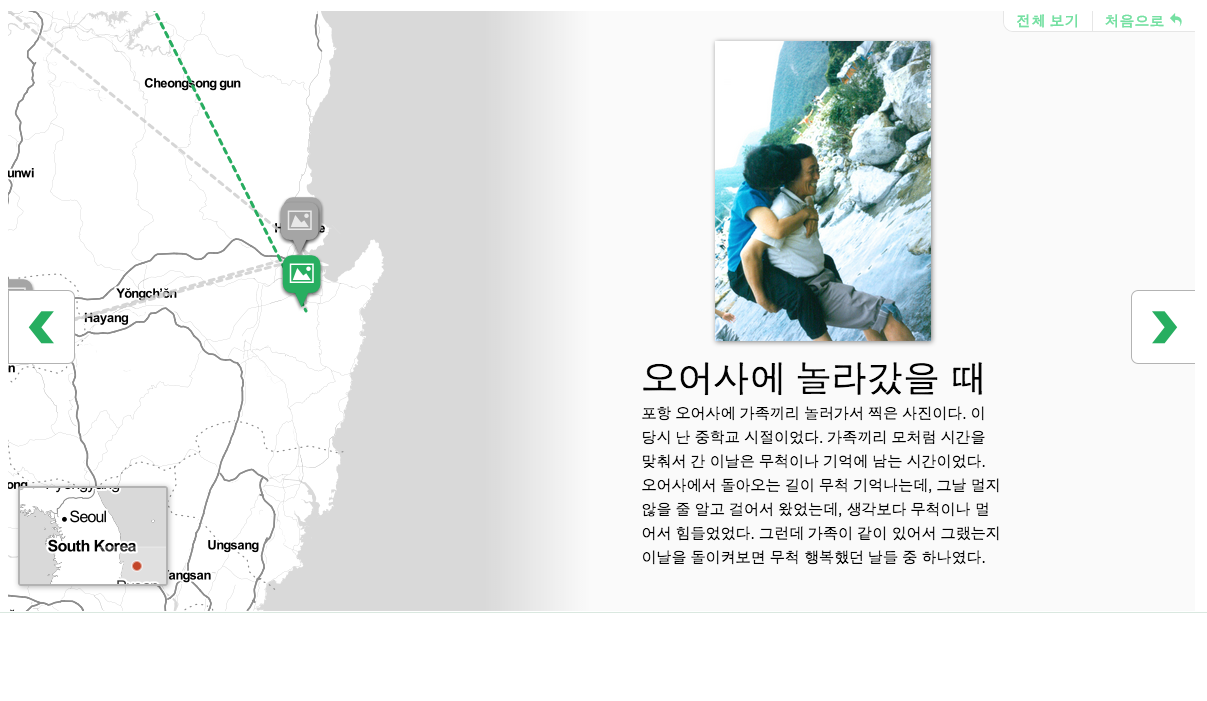 전체 보기
처음으로
Cheongsong gun
unwi
Yŏngch'ŏn
Hayang
n
ong
Seoul
South Korea
Ungsang
오어사에 놀라갔을 때
포항 오어사에 가족끼리 놀러가서 찍은 사진이다. 이
당시 난 중학교 시절이었다. 가족끼리 모처럼 시간을
맞춰서 간 이날은 무척이나 기억에 남는 시간이었다.
오어사에서 돌아오는 길이 무척 기억나는데, 그날 멀지
않을 줄 알고 걸어서 왔었는데, 생각보다 무척이나 멀
어서 힘들었었다. 그런데 가족이 같이 있어서 그랬는지
이날을 돌이켜보면 무척 행복했던 날들 중 하나였다.